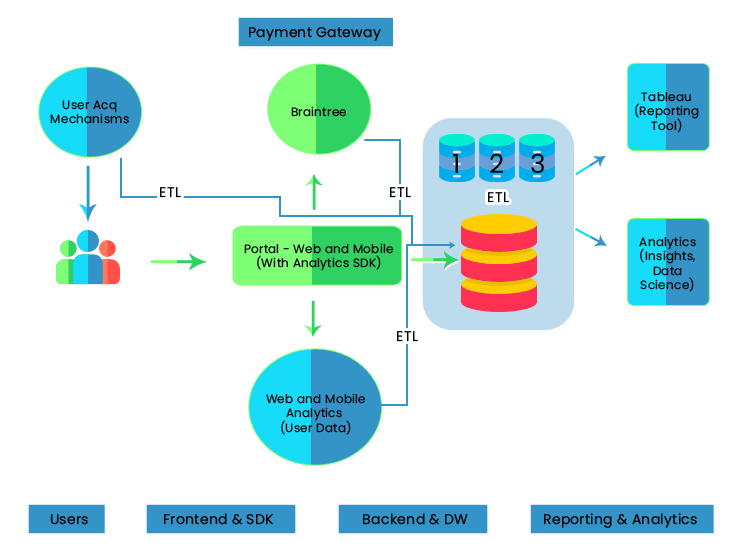 Payment Gateway
User Acq
Mechanisms
Braintree
Tableau
(Reporting
Tool)
1 2 3
ETL
ETL
ETL
Portal - Web and Mobile
(With Analytics SDK)
Analytics
(Insights,
Data
Science)
ETL
Web and Mobile
Analytics
(User Data)
Users
Frontend & SDK
Backend & DW
Reporting & Analytics